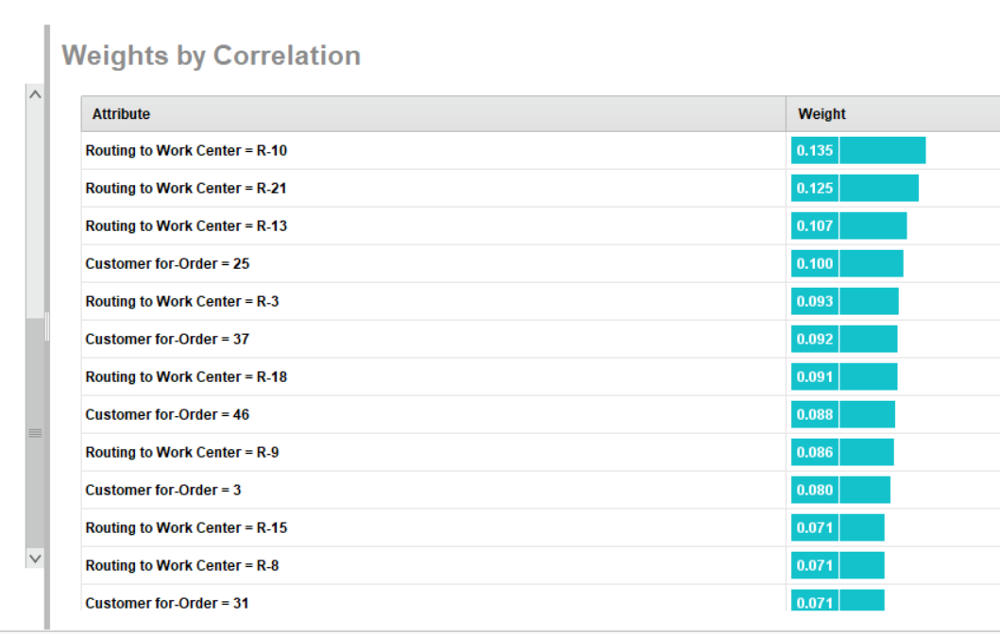 Weights by Correlation
Attribute Weight
Routing to Work Center = R-10 0.135
Routing to Work Center = R-21 0.125
Routing to Work Center = R-13 0.107
Customer for-Order = 25 0.100
Routing to Work Center = R-3 0.093
Customer for-Order = 37 0.092
Routing to Work Center = R-18 0.091
Customer for-Order = 46 0.088
Routing to Work Center = R-9 0.086
Customer for-Order = 3 0.080
Routing to Work Center = R-15 0.071
Routing to Work Center = R-8 0.071
Customer for-Order = 31 0.071